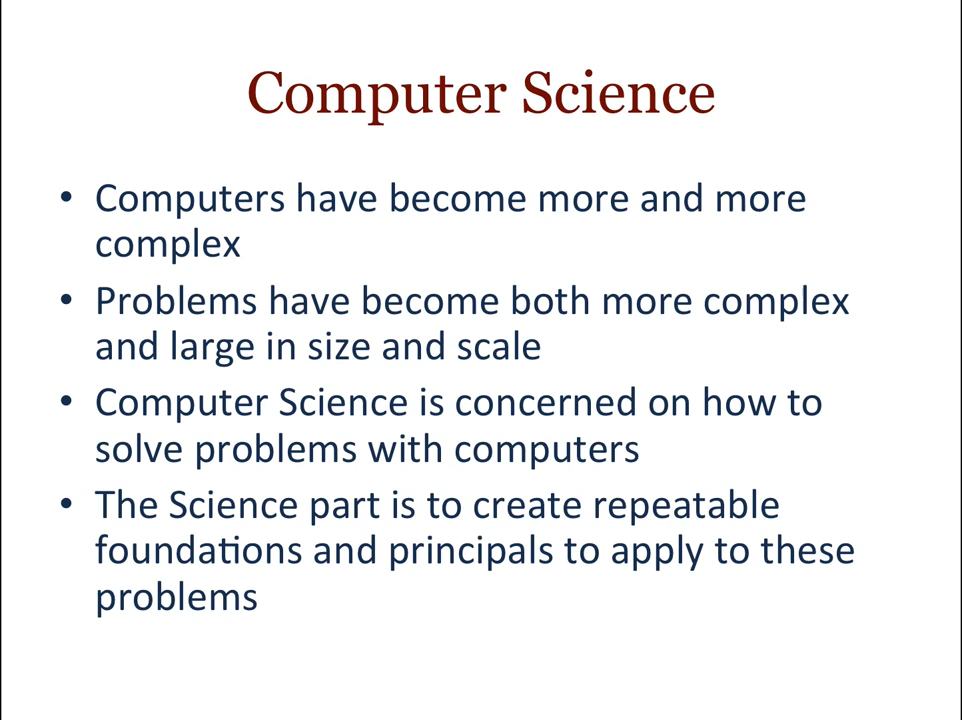 Computer Science
• Computers have become more and more
complex
• Problems have become both more complex
and large in size and scale
• Computer Science is concerned on how to
solve problems with computers
• The Science part is to create repeatable
foundations and principals to apply to these
problems